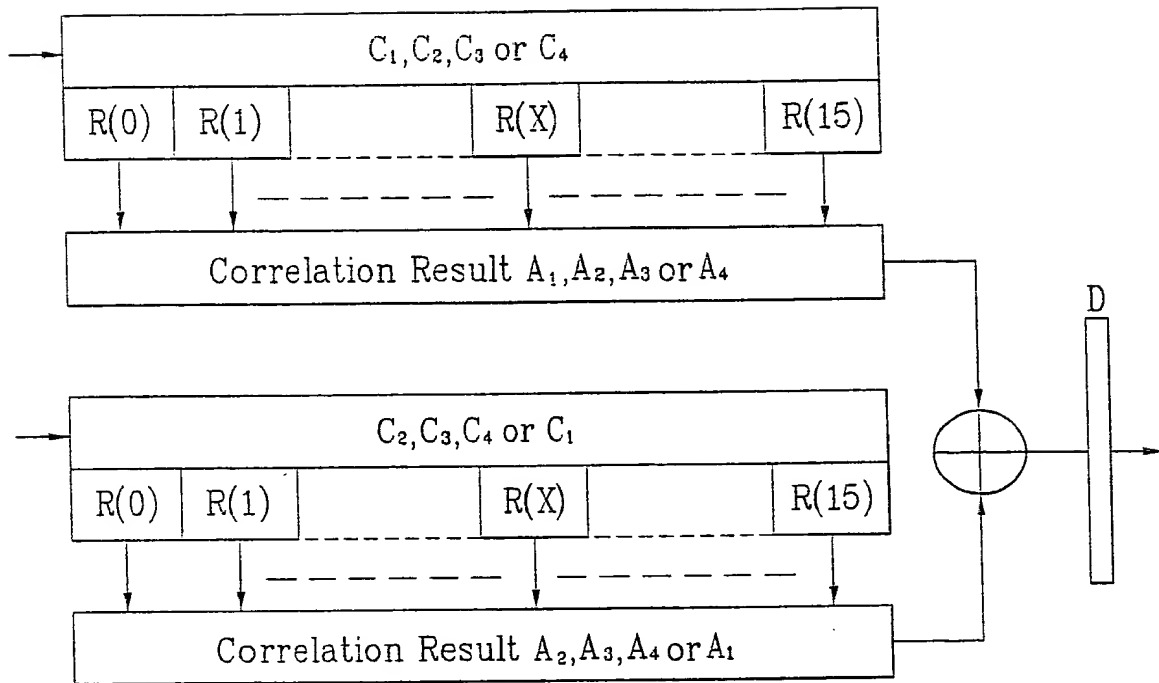 C₁,C₂,C₃ or C₄
R(0) R(1) R(X) R(15)
Correlation Result A₁,A₂,A₃ or A₄
D
C₂,C₃,C₄ or C₁
R(0) R(1) R(X) R(15)
Correlation Result A₂,A₃,A₄ or A₁